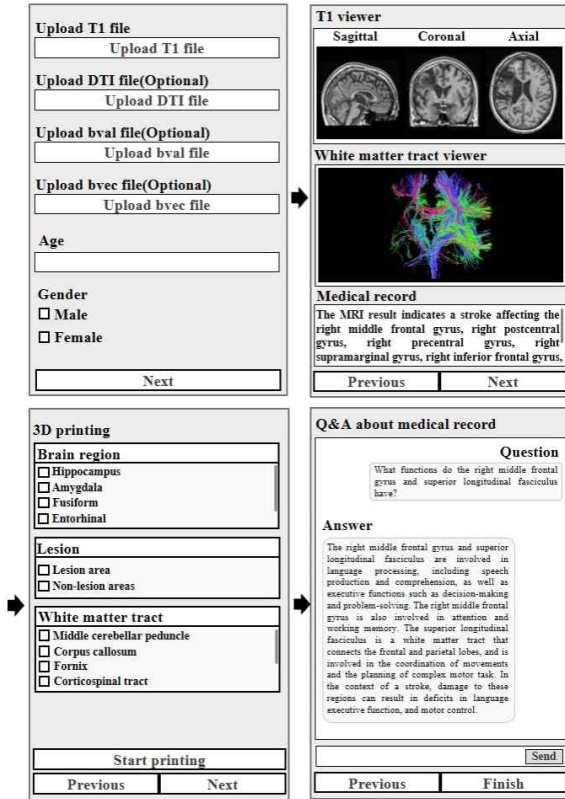 Upload T1 file
Upload T1 file
Upload DTI file(Optional)
Upload DTI file
Upload bval file(Optional)
Upload bval file
Upload bvec file(Optional)
Upload bvec file
Age
Gender
Male
Female
Next
T1 viewer
Sagittal Coronal Axial
White matter tract viewer
Medical record
The MRI result indicates a stroke affecting the
right middle frontal gyrus, right postcentral
gyrus, right precentral gyrus, right
supramarginal gyrus, right inferior frontal gyrus,
Previous Next
3D printing
Brain region
Hippocampus
Amygdala
Fusiform
Entorhinal
Lesion
Lesion area
Non-lesion areas
White matter tract
Middle cerebellar peduncle
Corpus callosum
Fornix
Corticospinal tract
Start printing
Previous Next
Q&A about medical record
Question
What functions do the right middle frontal
gyrus and superior longitudinal fasciculus
have?
Answer
The right middle frontal gyrus and superior
longitudinal fasciculus are involved in
language processing, including speech
production and comprehension, as well as
executive functions such as decision-making
and problem-solving. The right middle frontal
gyrus is also involved in attention and
working memory. The superior longitudinal
fasciculus is a white matter tract that
connects the frontal and parietal lobes, and is
involved in the coordination of movements
and the planning of complex motor task. In
the context of a stroke, damage to these
regions can result in deficits in language
executive function, and motor control.
Send
Previous Finish